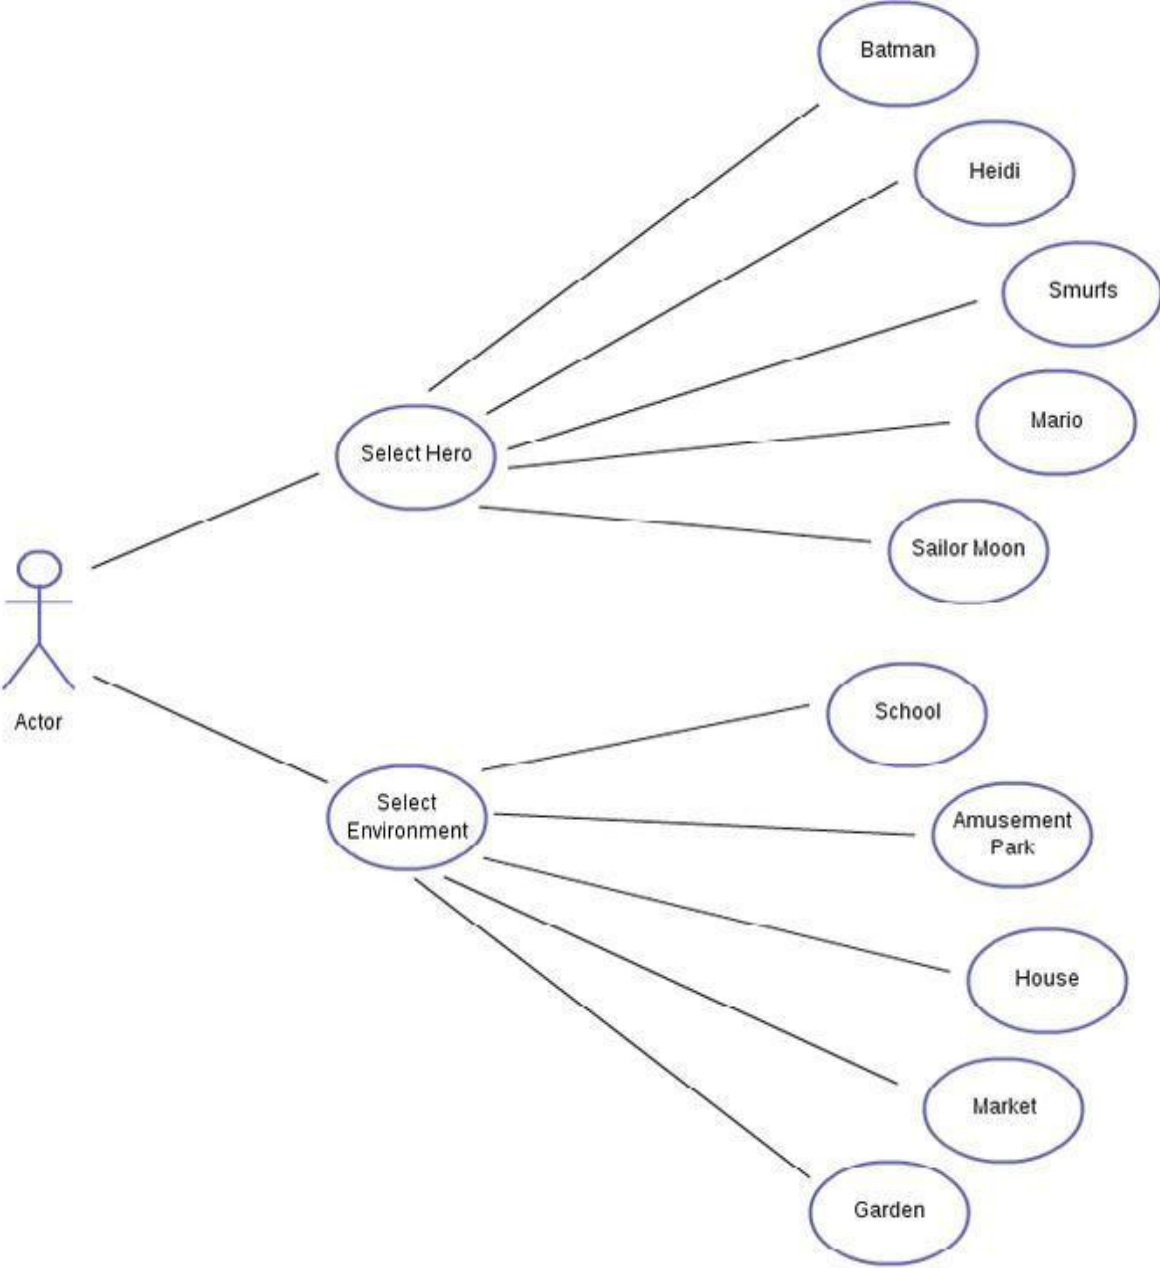 Batman
Heidi
Smurfs
Mario
Select Hero
Sailor Moon
Actor
School
Select
Environment
Amusement
Park
House
Market
Garden